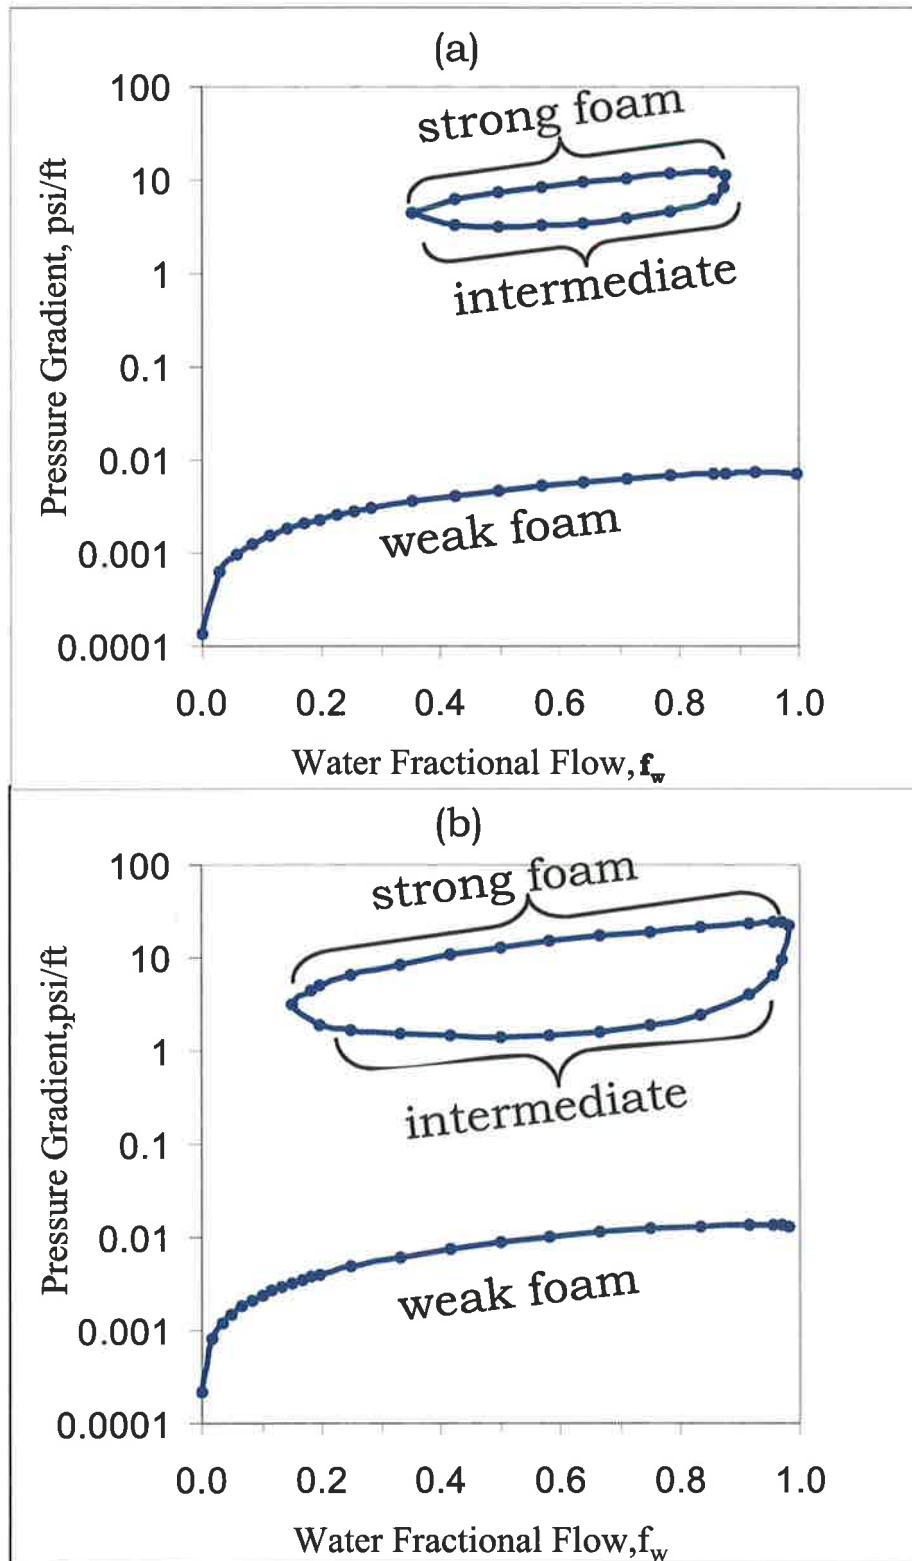 (a)
100
10
1
0.1
0.01
0.001
0.0001
Pressure Gradient, psi/ft
strong foam
intermediate
weak foam
0.0 0.2 0.4 0.6 0.8 1.0
Water Fractional Flow, fw
(b)
100
10
1
0.1
0.01
0.001
0.0001
Pressure Gradient,psi/ft
strong foam
intermediate
weak foam
0.0 0.2 0.4 0.6 0.8 1.0
Water Fractional Flow,fw